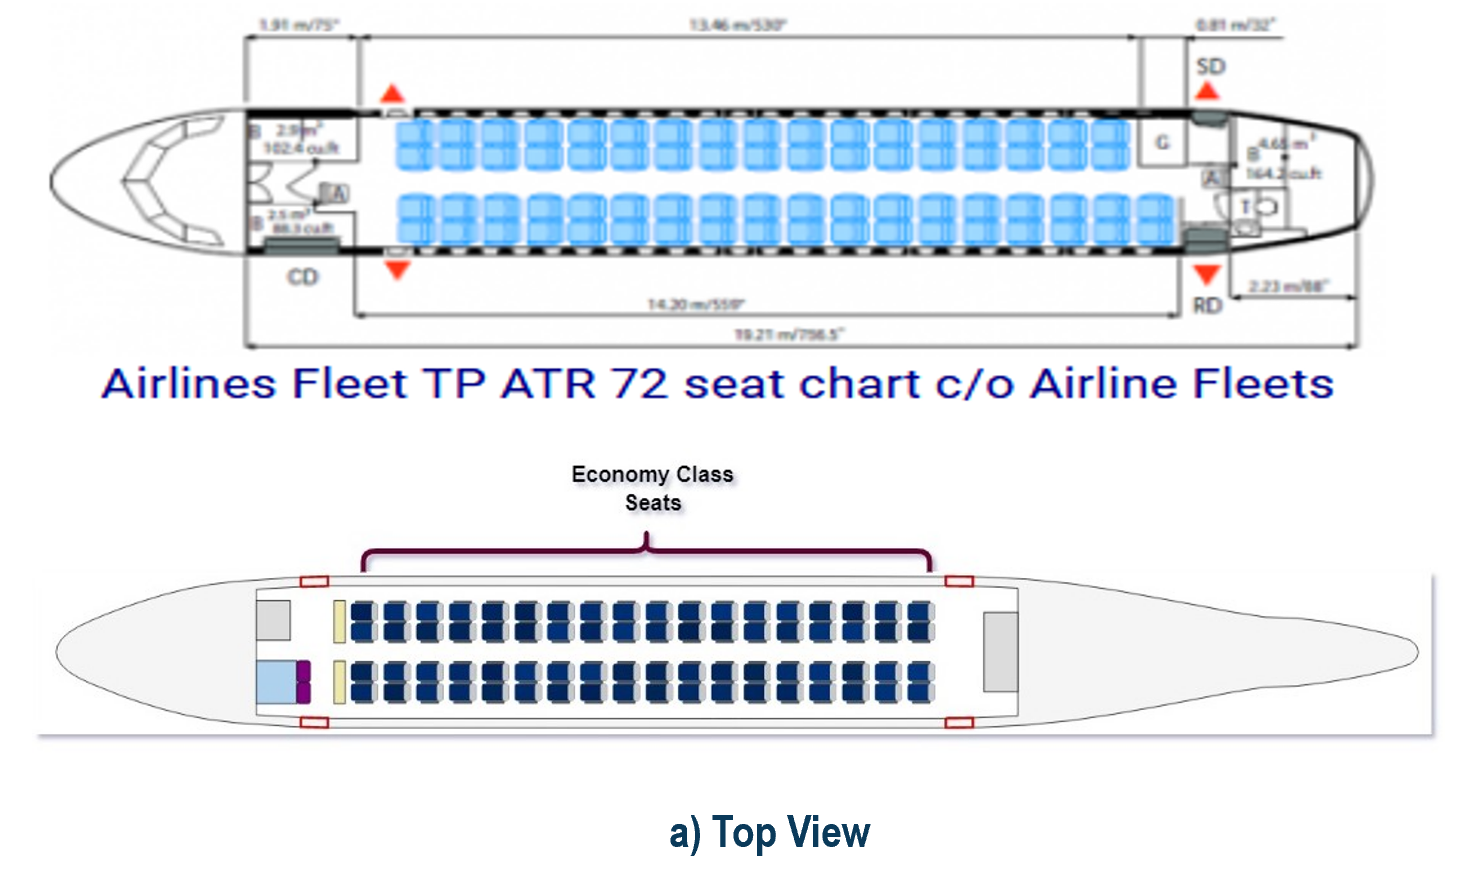 1.91 m/75" 13.46 m/530" 0.81 m/32"
SD
B 2.9 m³ G 4.65 m³
102.4 cu.ft B
A A 164.2 cu.ft
B 2.5 m³ T
88.3 cu.ft
CD 2.23 m/88"
14.20 m/559" RD
19.21 m/756.5"
Airlines Fleet TP ATR 72 seat chart c/o Airline Fleets
Economy Class
Seats
a) Top View